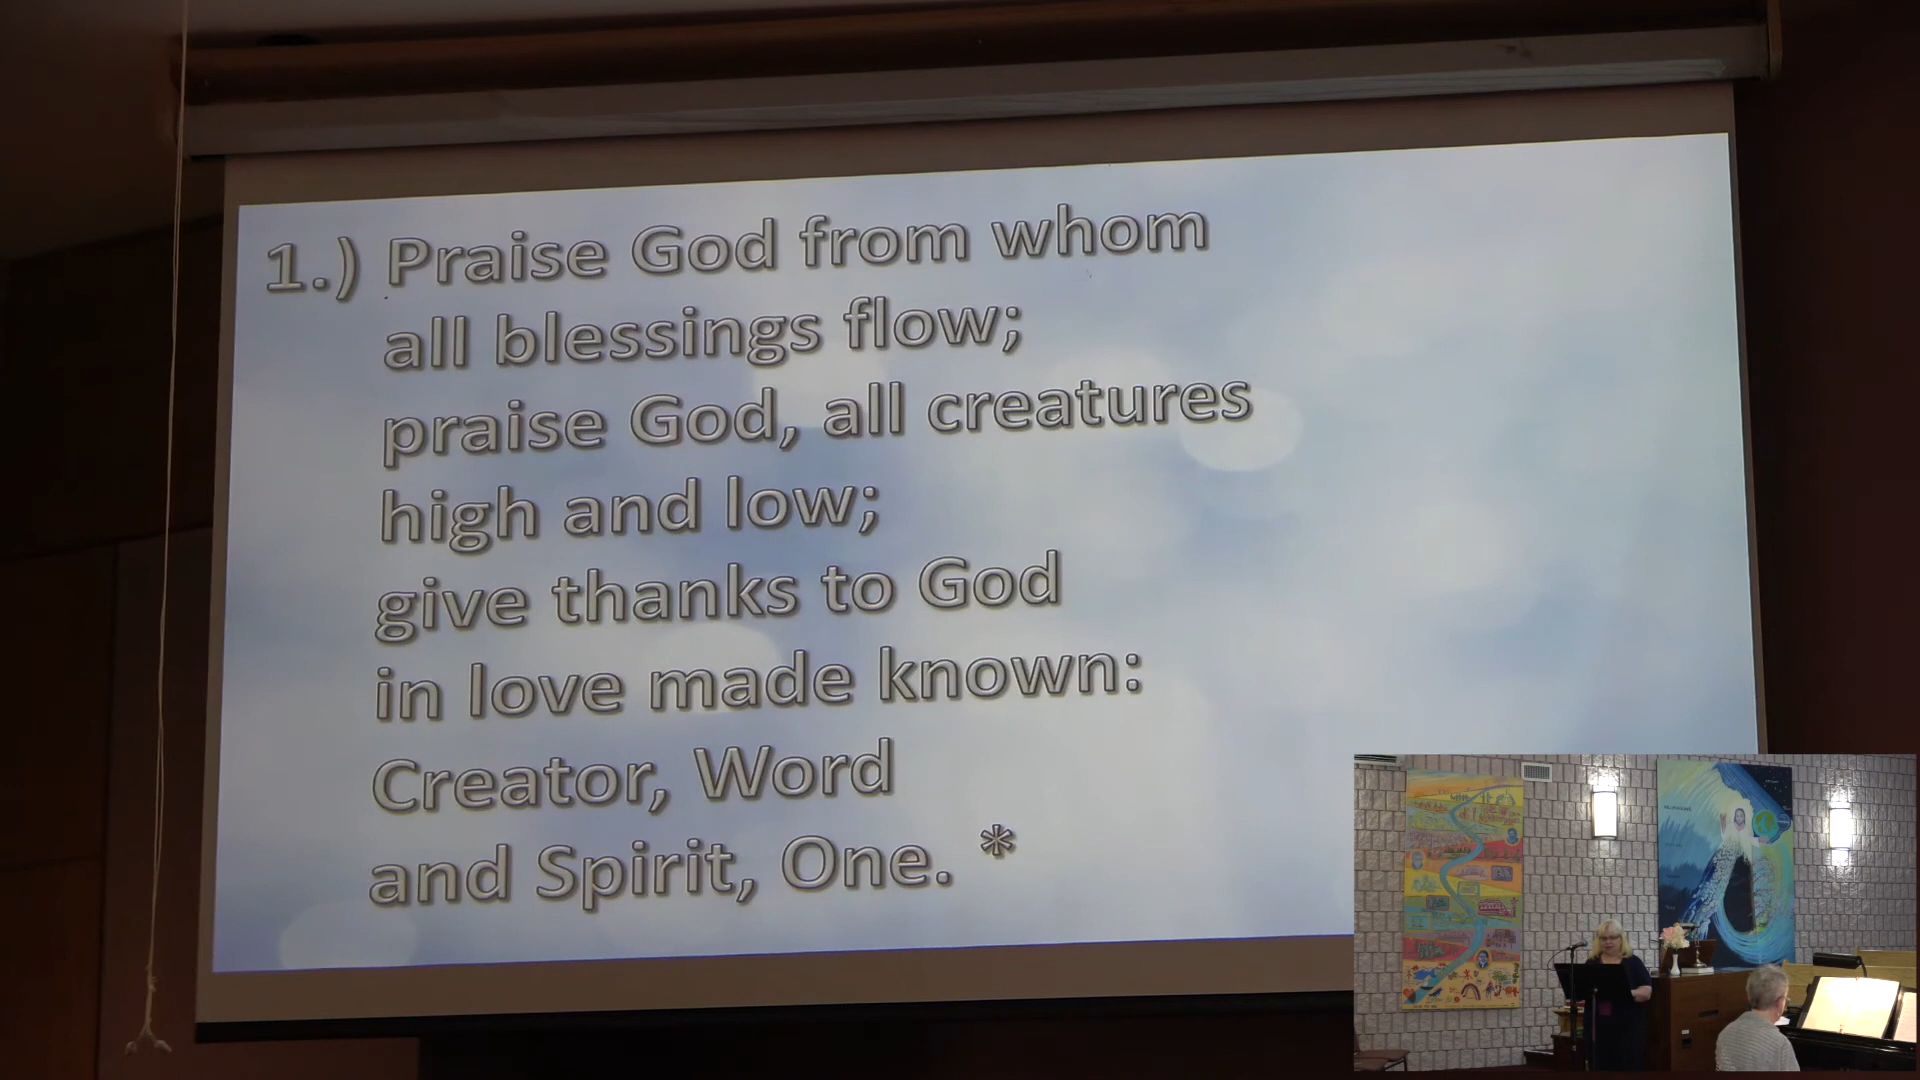 1.) Praise God from whom
all blessings flow;
praise God, all creatures
high and low;
give thanks to God
in love made known:
Creator, Word
and Spirit, One. *